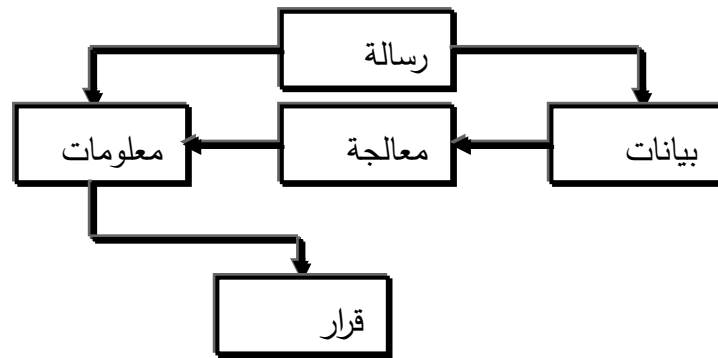 رسالة
بيانات
معالجة
معلومات
قرار